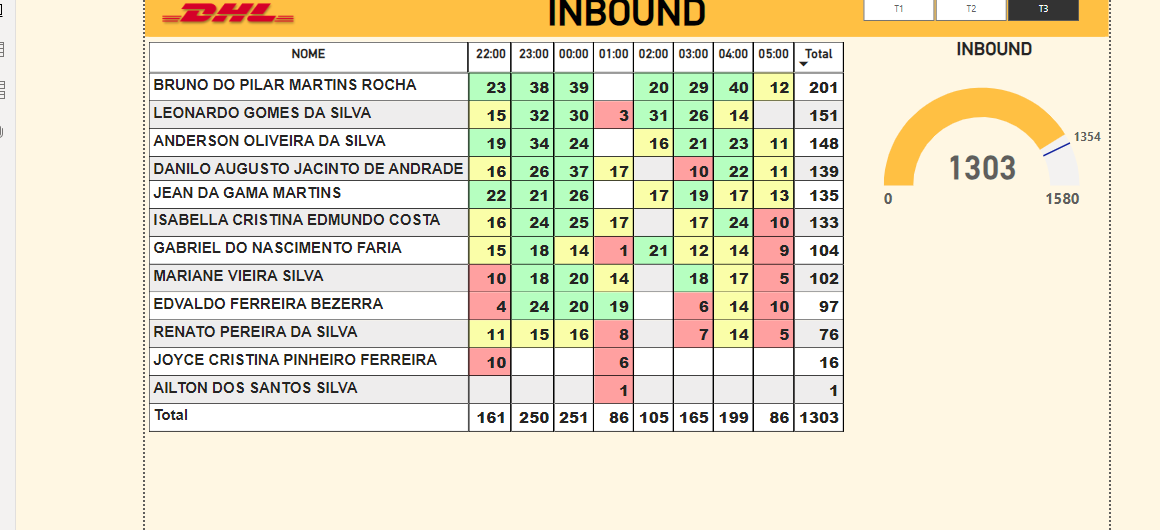 DHL
INBOUND
T1 T2 T3
NOME 22:00 23:00 00:00 01:00 02:00 03:00 04:00 05:00 Total
BRUNO DO PILAR MARTINS ROCHA 23 38 39 20 29 40 12 201
LEONARDO GOMES DA SILVA 15 32 30 3 31 26 14 151
ANDERSON OLIVEIRA DA SILVA 19 34 24 16 21 23 11 148
DANILO AUGUSTO JACINTO DE ANDRADE 16 26 37 17 10 22 11 139
JEAN DA GAMA MARTINS 22 21 26 17 19 17 13 135
ISABELLA CRISTINA EDMUNDO COSTA 16 24 25 17 17 24 10 133
GABRIEL DO NASCIMENTO FARIA 15 18 14 1 21 12 14 9 104
MARIANE VIEIRA SILVA 10 18 20 14 18 17 5 102
EDVALDO FERREIRA BEZERRA 4 24 20 19 6 14 10 97
RENATO PEREIRA DA SILVA 11 15 16 8 7 14 5 76
JOYCE CRISTINA PINHEIRO FERREIRA 10 6 16
AILTON DOS SANTOS SILVA 1 1
Total 161 250 251 86 105 165 199 86 1303
INBOUND
1354
1303
0 1580